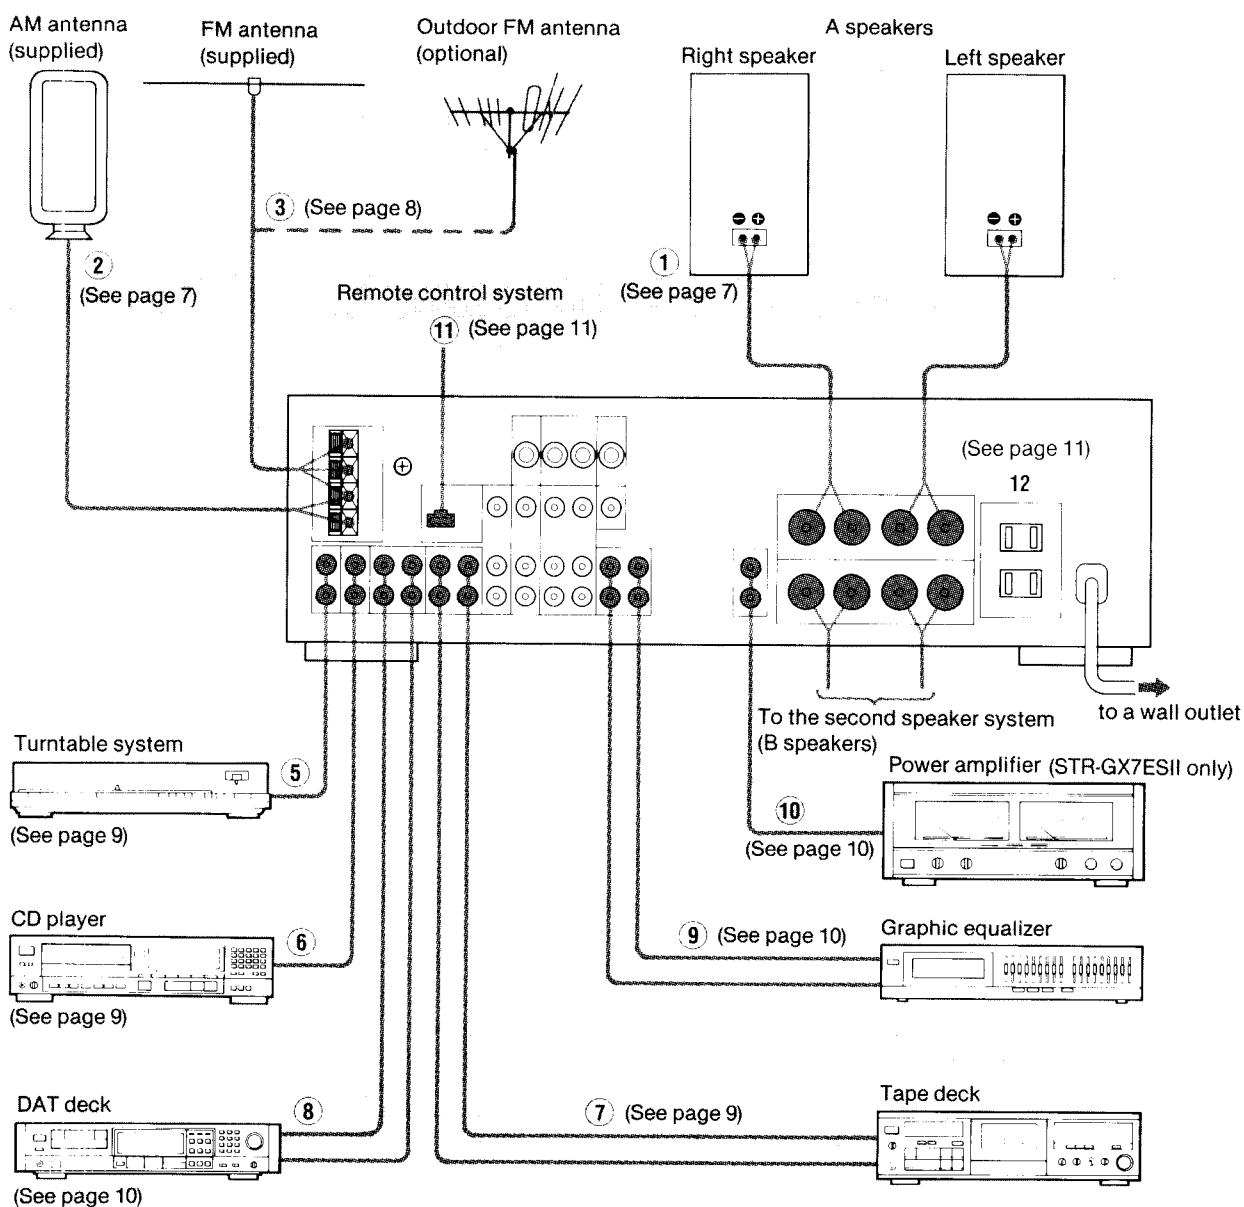 AM antenna
(supplied)
FM antenna
(supplied)
Outdoor FM antenna
(optional)
A speakers
Right speaker
Left speaker
3 (See page 8)
2
(See page 7)
1
(See page 7)
Remote control system
11 (See page 11)
(See page 11)
12
To the second speaker system
(B speakers)
to a wall outlet
Turntable system
5
(See page 9)
Power amplifier (STR-GX7ESII only)
10
(See page 10)
CD player
6
(See page 9)
9 (See page 10)
Graphic equalizer
DAT deck
8
(See page 10)
7 (See page 9)
Tape deck